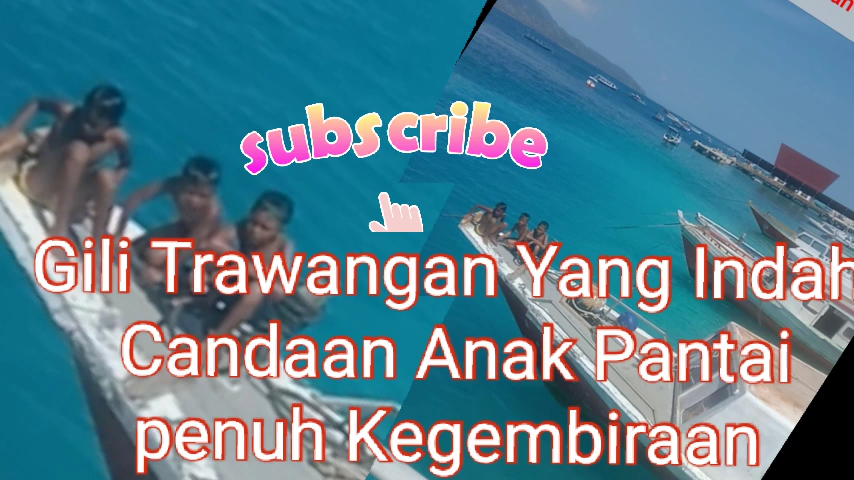 subscribe
Gili Trawangan Yang Indah
Candaan Anak Pantai
penuh Kegembiraan